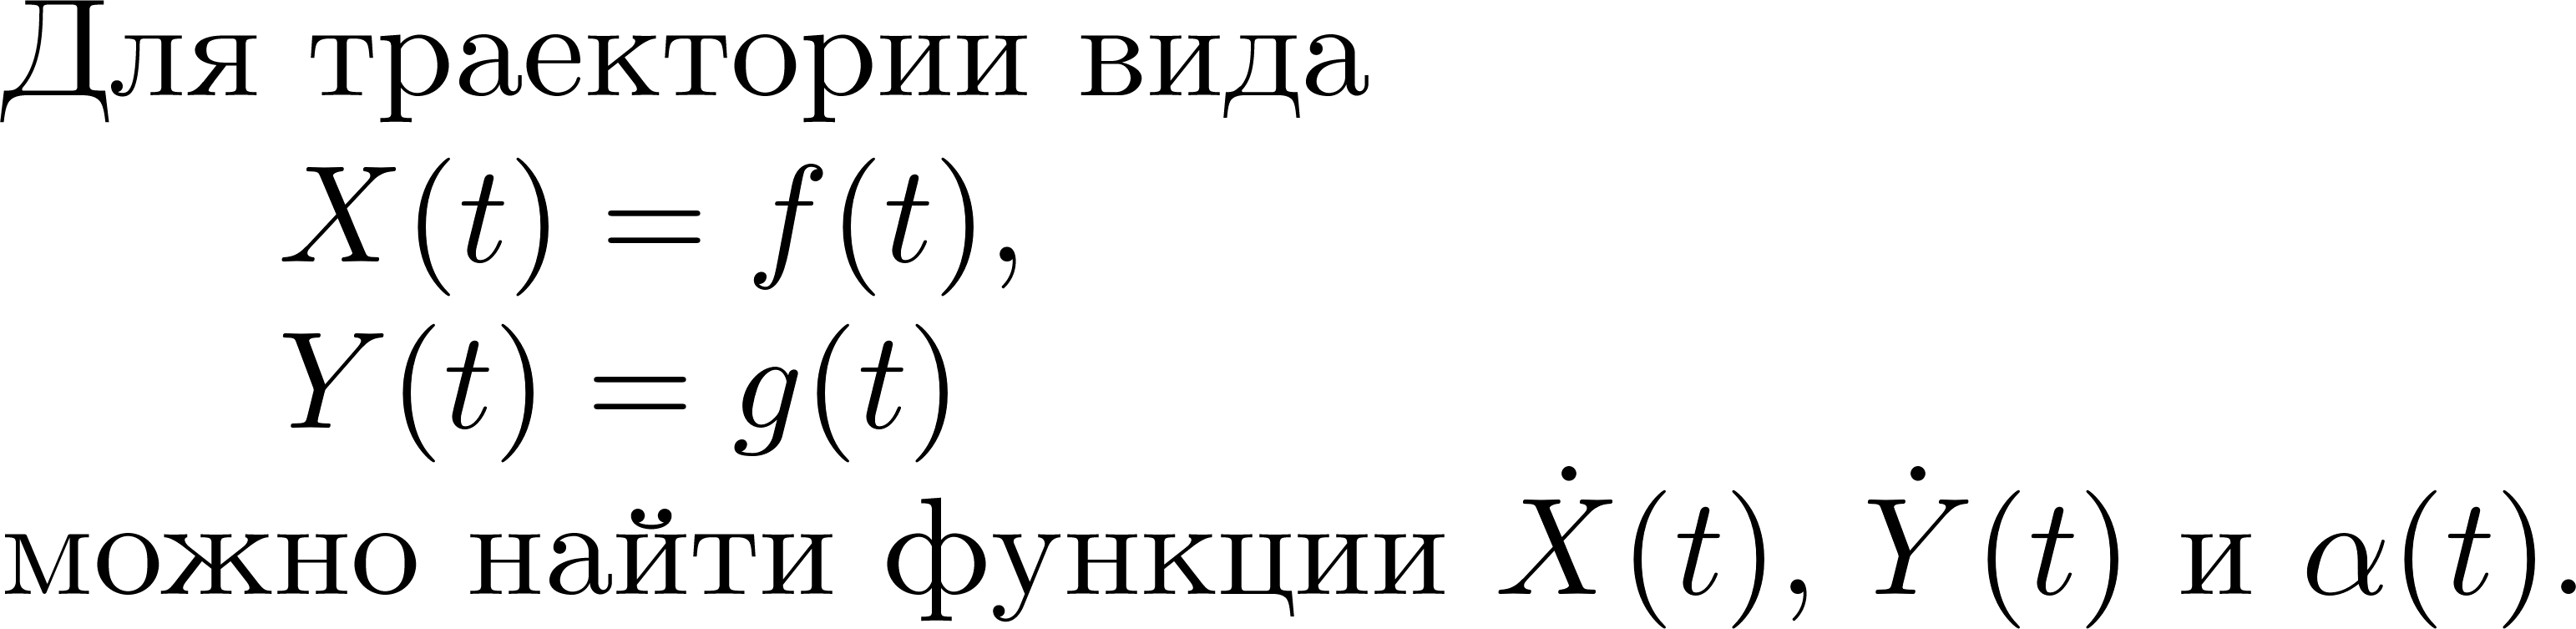 Для траектории вида
X(t) = f(t),
Y(t) = g(t)
можно найти функции Ẋ(t), Ẏ(t) и α(t).